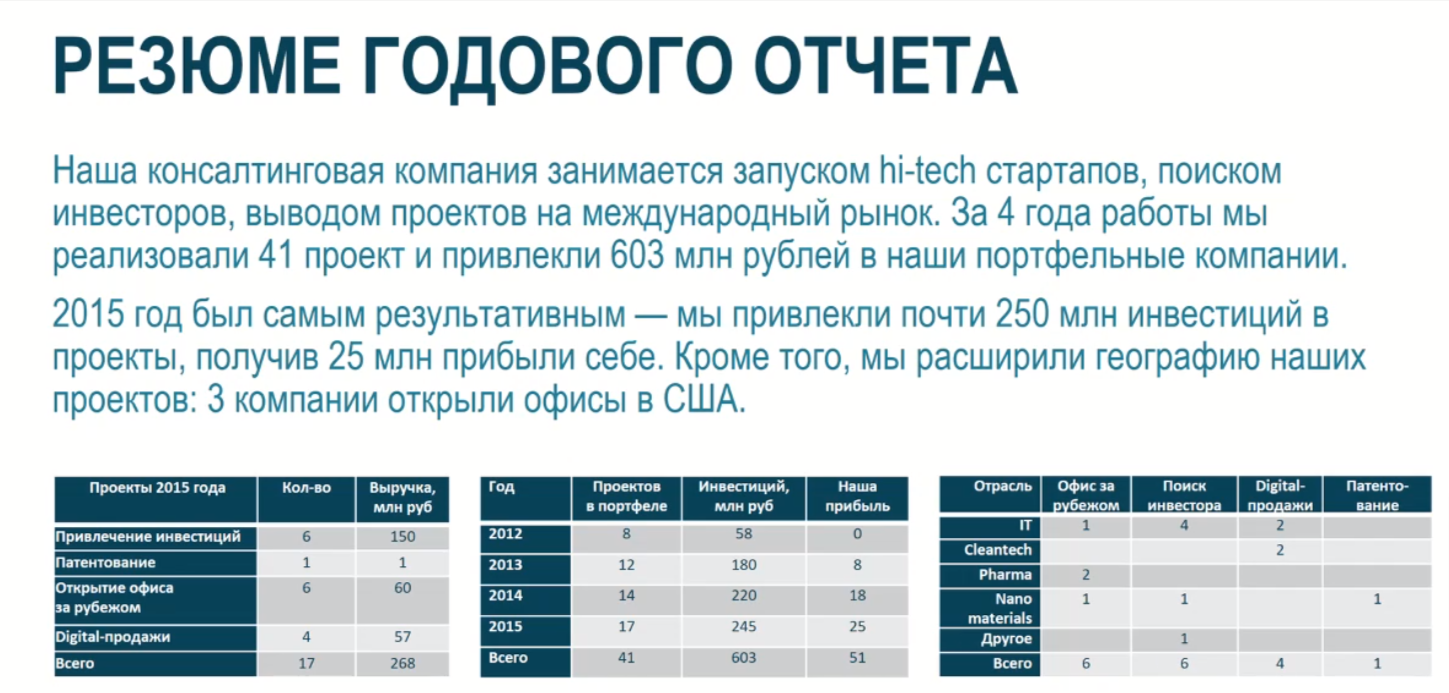 РЕЗЮМЕ ГОДОВОГО ОТЧЕТА
Наша консалтинговая компания занимается запуском hi-tech стартапов, поиском
инвесторов, выводом проектов на международный рынок. За 4 года работы мы
реализовали 41 проект и привлекли 603 млн рублей в наши портфельные компании.
2015 год был самым результативным — мы привлекли почти 250 млн инвестиций в
проекты, получив 25 млн прибыли себе. Кроме того, мы расширили географию наших
проектов: 3 компании открыли офисы в США.
Проекты 2015 года Кол-во Выручка,
млн руб
Привлечение инвестиций 6 150
Патентование 1 1
Открытие офиса 6 60
за рубежом
Digital-продажи 4 57
Всего 17 268
Год Проектов Инвестиций, Наша
в портфеле млн руб прибыль
2012 8 58 0
2013 12 180 8
2014 14 220 18
2015 17 245 25
Всего 41 603 51
Отрасль Офис за Поиск Digital- Патенто-
рубежом инвестора продажи вание
IT 1 4 2
Cleantech 2
Pharma 2
Nano 1 1 1
materials
Другое 1
Всего 6 6 4 1